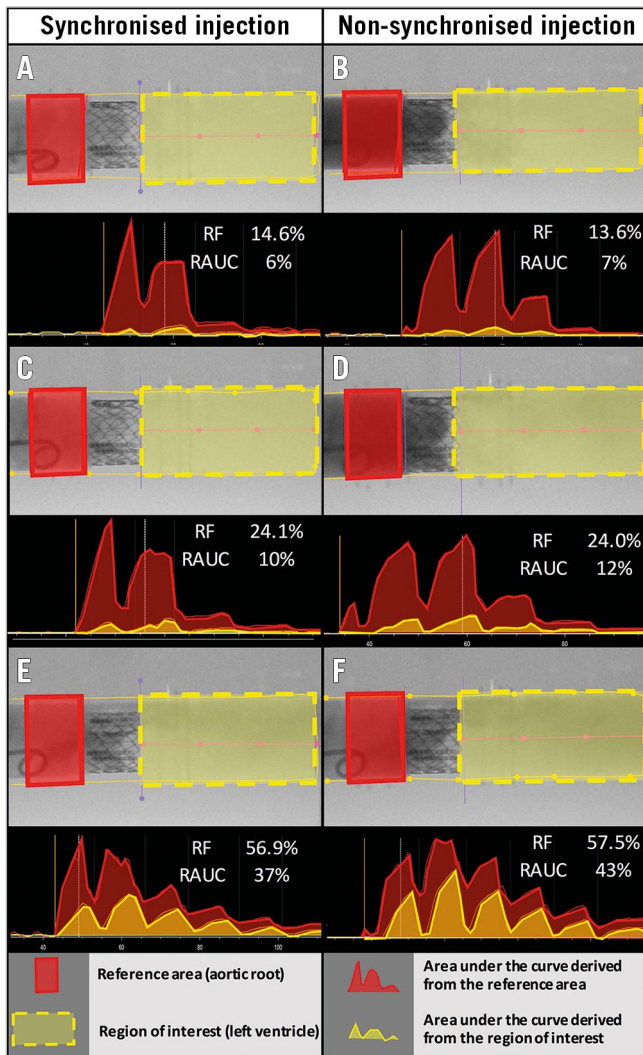 Synchronised injection
Non-synchronised injection
A
B
RF 14.6%
RAUC 6%
RF 13.6%
RAUC 7%
C
D
RF 24.1%
RAUC 10%
RF 24.0%
RAUC 12%
40
60
80
E
F
RF 56.9%
RAUC 37%
RF 57.5%
RAUC 43%
40
60
80
100
Reference area (aortic root)
Region of interest (left ventricle)
Area under the curve derived
from the reference area
Area under the curve derived
from the region of interest